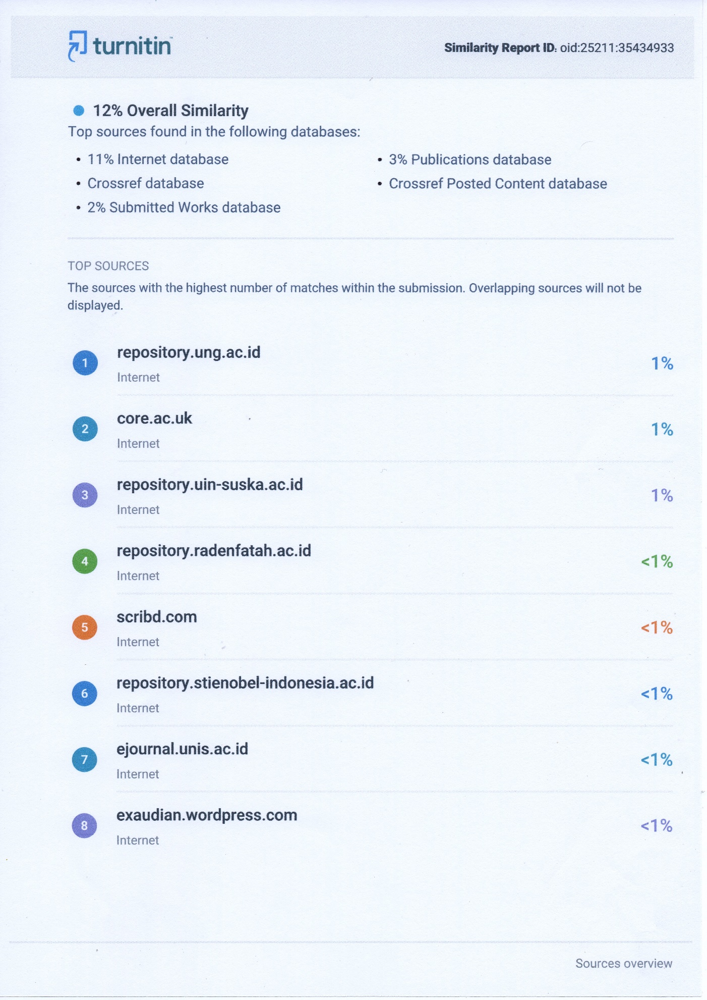 turnitin™
Similarity Report ID: oid:25211:35434933
12% Overall Similarity
Top sources found in the following databases:
• 11% Internet database
• 3% Publications database
• Crossref database
• Crossref Posted Content database
• 2% Submitted Works database
TOP SOURCES
The sources with the highest number of matches within the submission. Overlapping sources will not be
displayed.
1 repository.ung.ac.id 1%
Internet
2 core.ac.uk 1%
Internet
3 repository.uin-suska.ac.id 1%
Internet
4 repository.radenfatah.ac.id <1%
Internet
5 scribd.com <1%
Internet
6 repository.stienobel-indonesia.ac.id <1%
Internet
7 ejournal.unis.ac.id <1%
Internet
8 exaudian.wordpress.com <1%
Internet
Sources overview